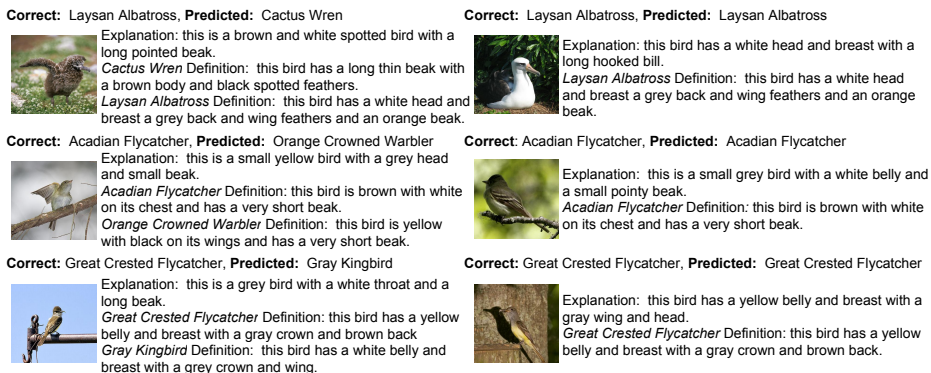 Correct: Laysan Albatross, Predicted: Cactus Wren
Explanation: this is a brown and white spotted bird with a
long pointed beak.
Cactus Wren Definition: this bird has a long thin beak with
a brown body and black spotted feathers.
Laysan Albatross Definition: this bird has a white head and
breast a grey back and wing feathers and an orange beak.
Correct: Laysan Albatross, Predicted: Laysan Albatross
Explanation: this bird has a white head and breast with a
long hooked bill.
Laysan Albatross Definition: this bird has a white head
and breast a grey back and wing feathers and an orange
beak.
Correct: Acadian Flycatcher, Predicted: Orange Crowned Warbler
Explanation: this is a small yellow bird with a grey head
and small beak.
Acadian Flycatcher Definition: this bird is brown with white
on its chest and has a very short beak.
Orange Crowned Warbler Definition: this bird is yellow
with black on its wings and has a very short beak.
Correct: Acadian Flycatcher, Predicted: Acadian Flycatcher
Explanation: this is a small grey bird with a white belly and
a small pointy beak.
Acadian Flycatcher Definition: this bird is brown with white
on its chest and has a very short beak.
Correct: Great Crested Flycatcher, Predicted: Gray Kingbird
Explanation: this is a grey bird with a white throat and a
long beak.
Great Crested Flycatcher Definition: this bird has a yellow
belly and breast with a gray crown and brown back
Gray Kingbird Definition: this bird has a white belly and
breast with a grey crown and wing.
Correct: Great Crested Flycatcher, Predicted: Great Crested Flycatcher
Explanation: this bird has a yellow belly and breast with a
gray wing and head.
Great Crested Flycatcher Definition: this bird has a yellow
belly and breast with a gray crown and brown back.